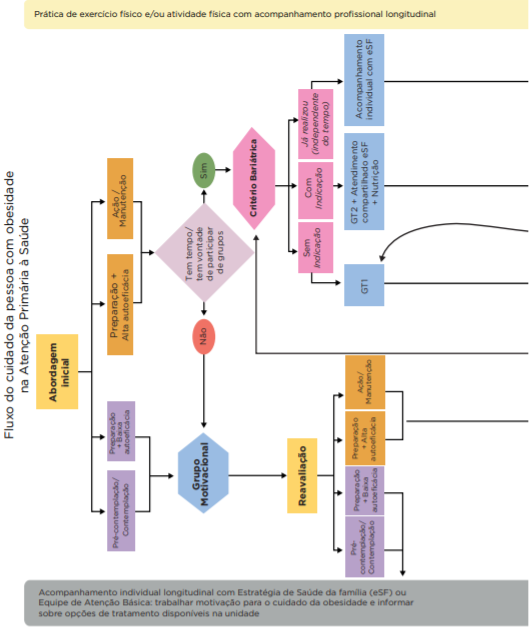 Prática de exercício físico e/ou atividade física com acompanhamento profissional longitudinal
Fluxo do cuidado da pessoa com obesidade
na Atenção Primária à Saúde
Abordagem
inicial
Pré-contemplação/
Contemplação
Preparação
+ Baixa
autoeficácia
Preparação +
Alta autoeficácia
Ação /
Manutenção
Grupo
Motivacional
Não
Tem tempo/
tem vontade
de participar
de grupos
Sim
Critério Bariátrica
Sem
Indicação
Com
Indicação
Já realizou
(independente
do tempo)
GT1
GT2 + Atendimento
compartilhado eSF
+ Nutrição
Acompanhamento
individual com eSF
Reavaliação
Pré-
contemplação/
Contemplação
Preparação
+ Baixa
autoeficácia
Preparação
+ Alta
autoeficácia
Ação/
Manutenção
Acompanhamento individual longitudinal com Estratégia de Saúde da família (eSF) ou
Equipe de Atenção Básica: trabalhar motivação para o cuidado da obesidade e informar
sobre opções de tratamento disponíveis na unidade